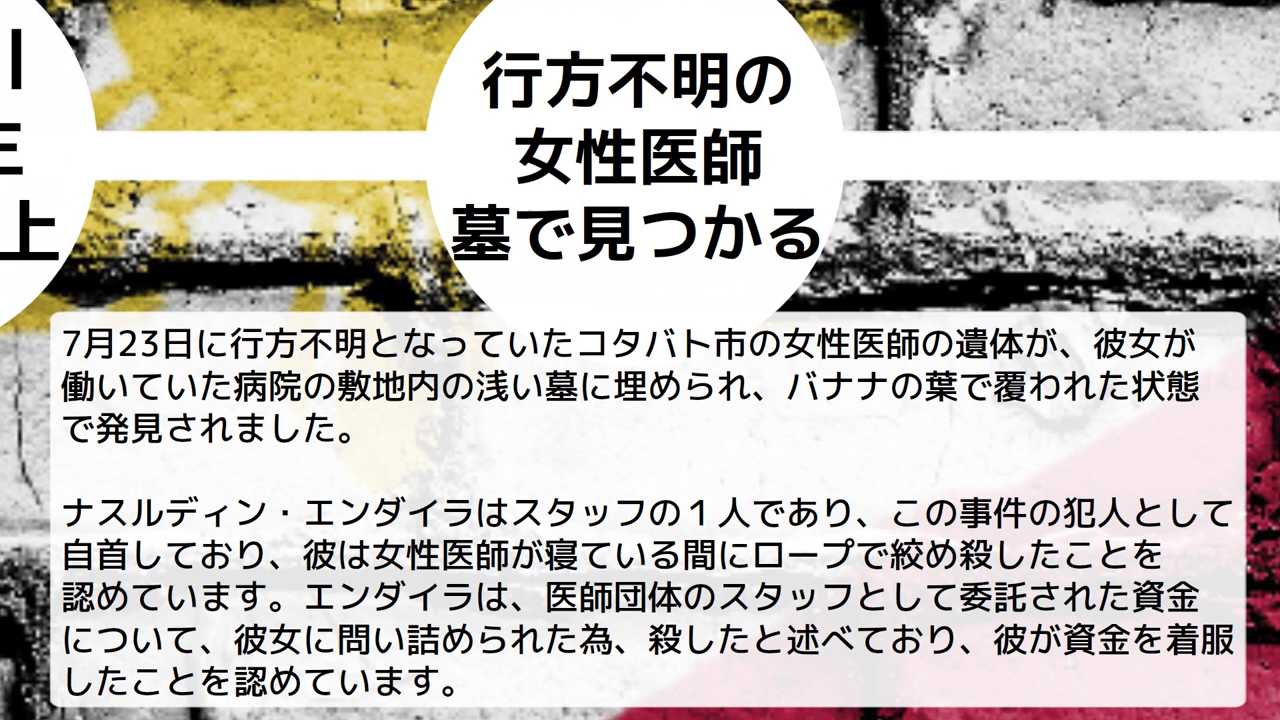 行方不明の
女性医師
墓で見つかる
上
7月23日に行方不明となっていたコタバト市の女性医師の遺体が、彼女が
働いていた病院の敷地内の浅い墓に埋められ、バナナの葉で覆われた状態
で発見されました。
ナスルディン・エンダイラはスタッフの１人であり、この事件の犯人として
自首しており、彼は女性医師が寝ている間にロープで絞め殺したことを
認めています。エンダイラは、医師団体のスタッフとして委託された資金
について、彼女に問い詰められた為、殺したと述べており、彼が資金を着服
したことを認めています。